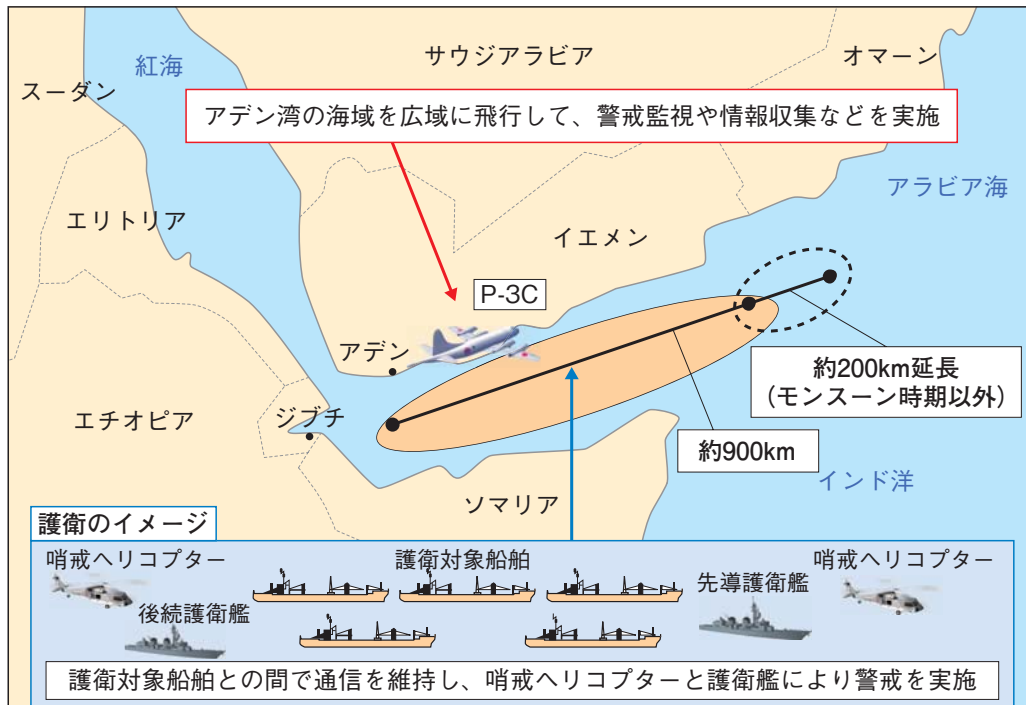 紅海
サウジアラビア
オマーン
スーダン
アデン湾の海域を広域に飛行して、警戒監視や情報収集などを実施
アラビア海
エリトリア
イエメン
P-3C
アデン
約200km延長
(モンスーン時期以外)
エチオピア
ジブチ
約900km
インド洋
ソマリア
護衛のイメージ
哨戒ヘリコプター
護衛対象船舶
哨戒ヘリコプター
後続護衛艦
先導護衛艦
護衛対象船舶との間で通信を維持し、哨戒ヘリコプターと護衛艦により警戒を実施